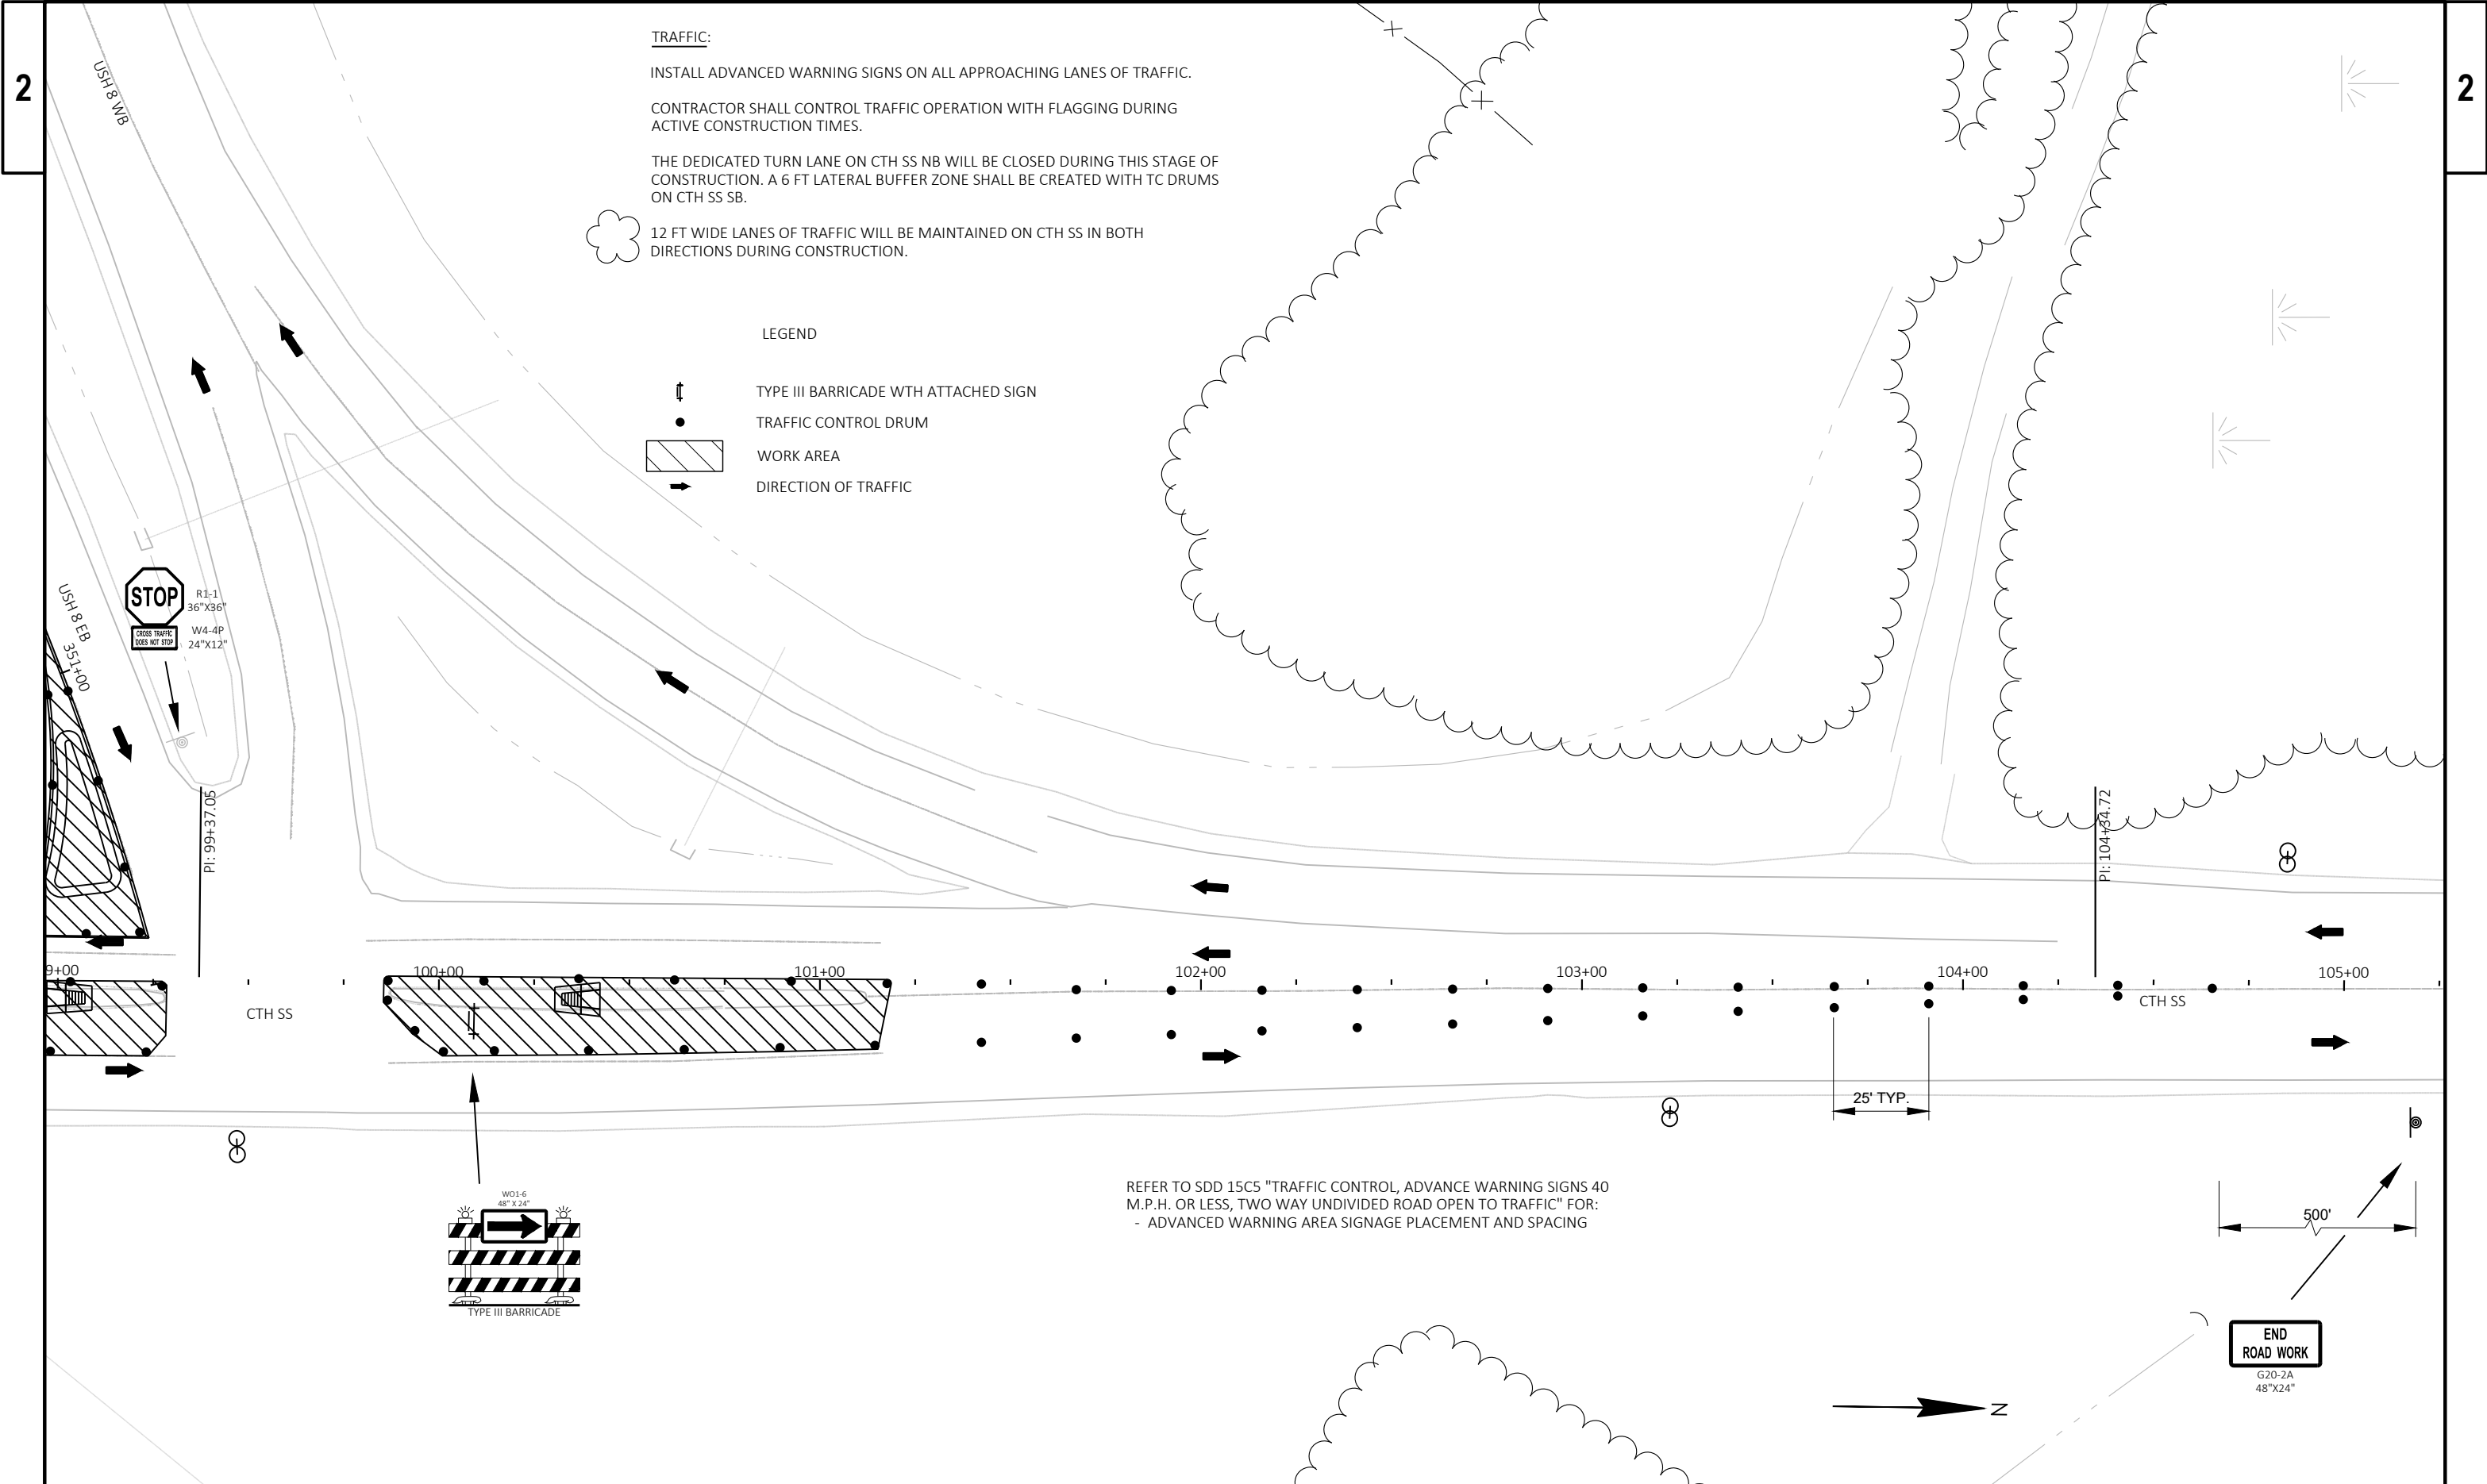 2
2
TRAFFIC:
INSTALL ADVANCED WARNING SIGNS ON ALL APPROACHING LANES OF TRAFFIC.
CONTRACTOR SHALL CONTROL TRAFFIC OPERATION WITH FLAGGING DURING
ACTIVE CONSTRUCTION TIMES.
THE DEDICATED TURN LANE ON CTH SS NB WILL BE CLOSED DURING THIS STAGE OF
CONSTRUCTION. A 6 FT LATERAL BUFFER ZONE SHALL BE CREATED WITH TC DRUMS
ON CTH SS SB.
12 FT WIDE LANES OF TRAFFIC WILL BE MAINTAINED ON CTH SS IN BOTH
DIRECTIONS DURING CONSTRUCTION.
LEGEND
TYPE III BARRICADE WTH ATTACHED SIGN
TRAFFIC CONTROL DRUM
WORK AREA
DIRECTION OF TRAFFIC
USH 8 WB
USH 8 EB
351+00
STOP
R1-1
36"X36"
CROSS TRAFFIC
DOES NOT STOP
W4-4P
24"X12"
PI: 99+37.05
PI: 104+34.72
9+00
100+00
101+00
102+00
103+00
104+00
105+00
CTH SS
CTH SS
25' TYP.
WO1-6
48" X 24"
TYPE III BARRICADE
REFER TO SDD 15C5 "TRAFFIC CONTROL, ADVANCE WARNING SIGNS 40
M.P.H. OR LESS, TWO WAY UNDIVIDED ROAD OPEN TO TRAFFIC" FOR:
- ADVANCED WARNING AREA SIGNAGE PLACEMENT AND SPACING
500'
END
ROAD WORK
G20-2A
48"X24"
N